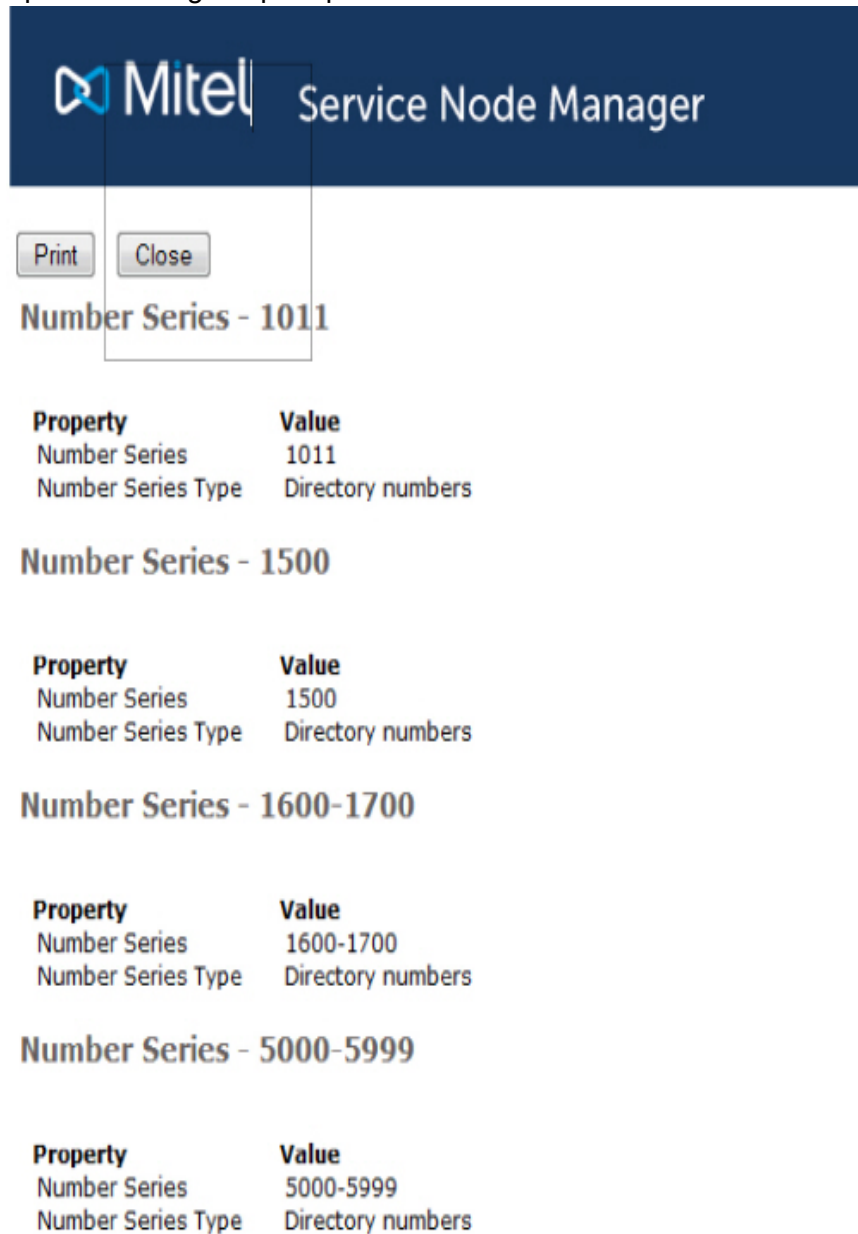 Mitel Service Node Manager
Print Close
Number Series - 1011
Property Value
Number Series 1011
Number Series Type Directory numbers
Number Series - 1500
Property Value
Number Series 1500
Number Series Type Directory numbers
Number Series - 1600-1700
Property Value
Number Series 1600-1700
Number Series Type Directory numbers
Number Series - 5000-5999
Property Value
Number Series 5000-5999
Number Series Type Directory numbers